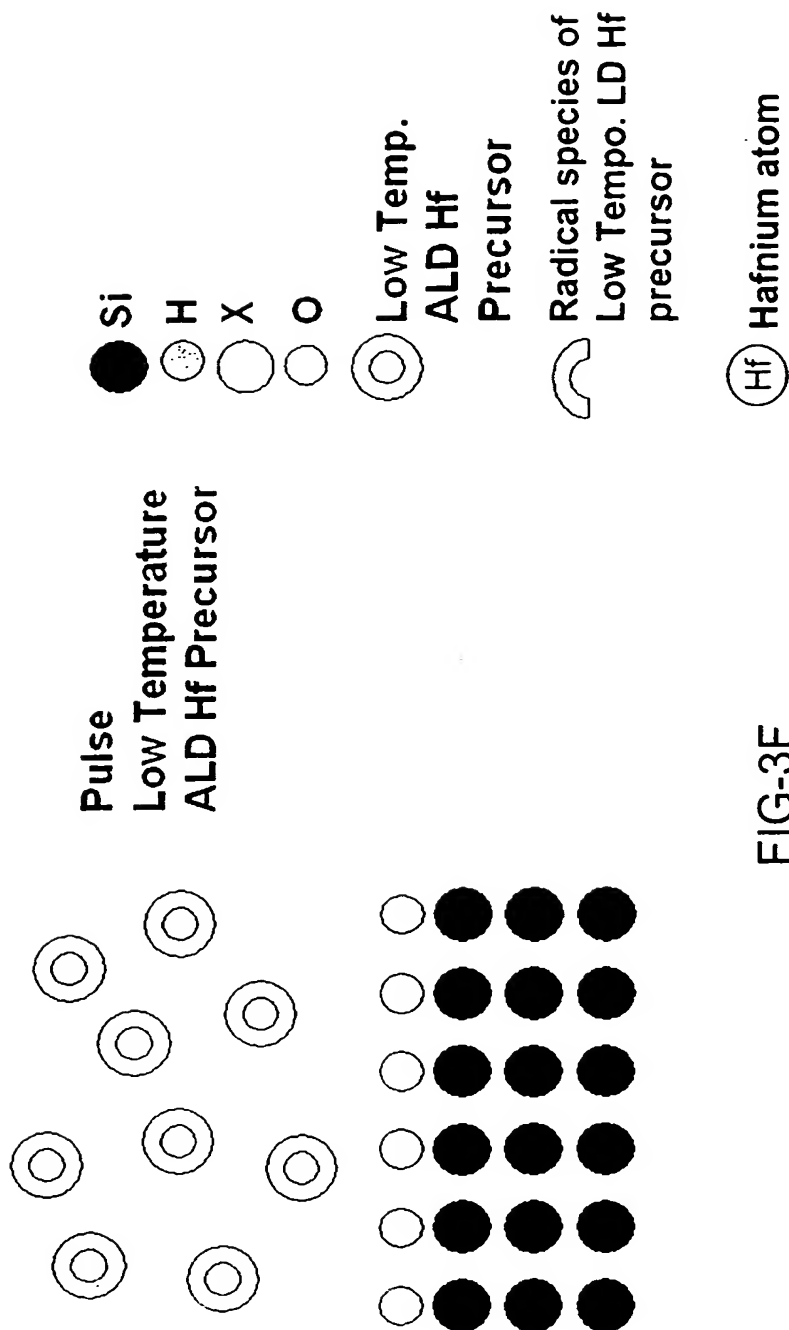 Pulse
Low Temperature
ALD Hf Precursor
Si
H
X
O
Low Temp.
ALD Hf
Precursor
Radical species of
Low Tempo. LD Hf
precursor
Hf Hafnium atom
FIG-3F